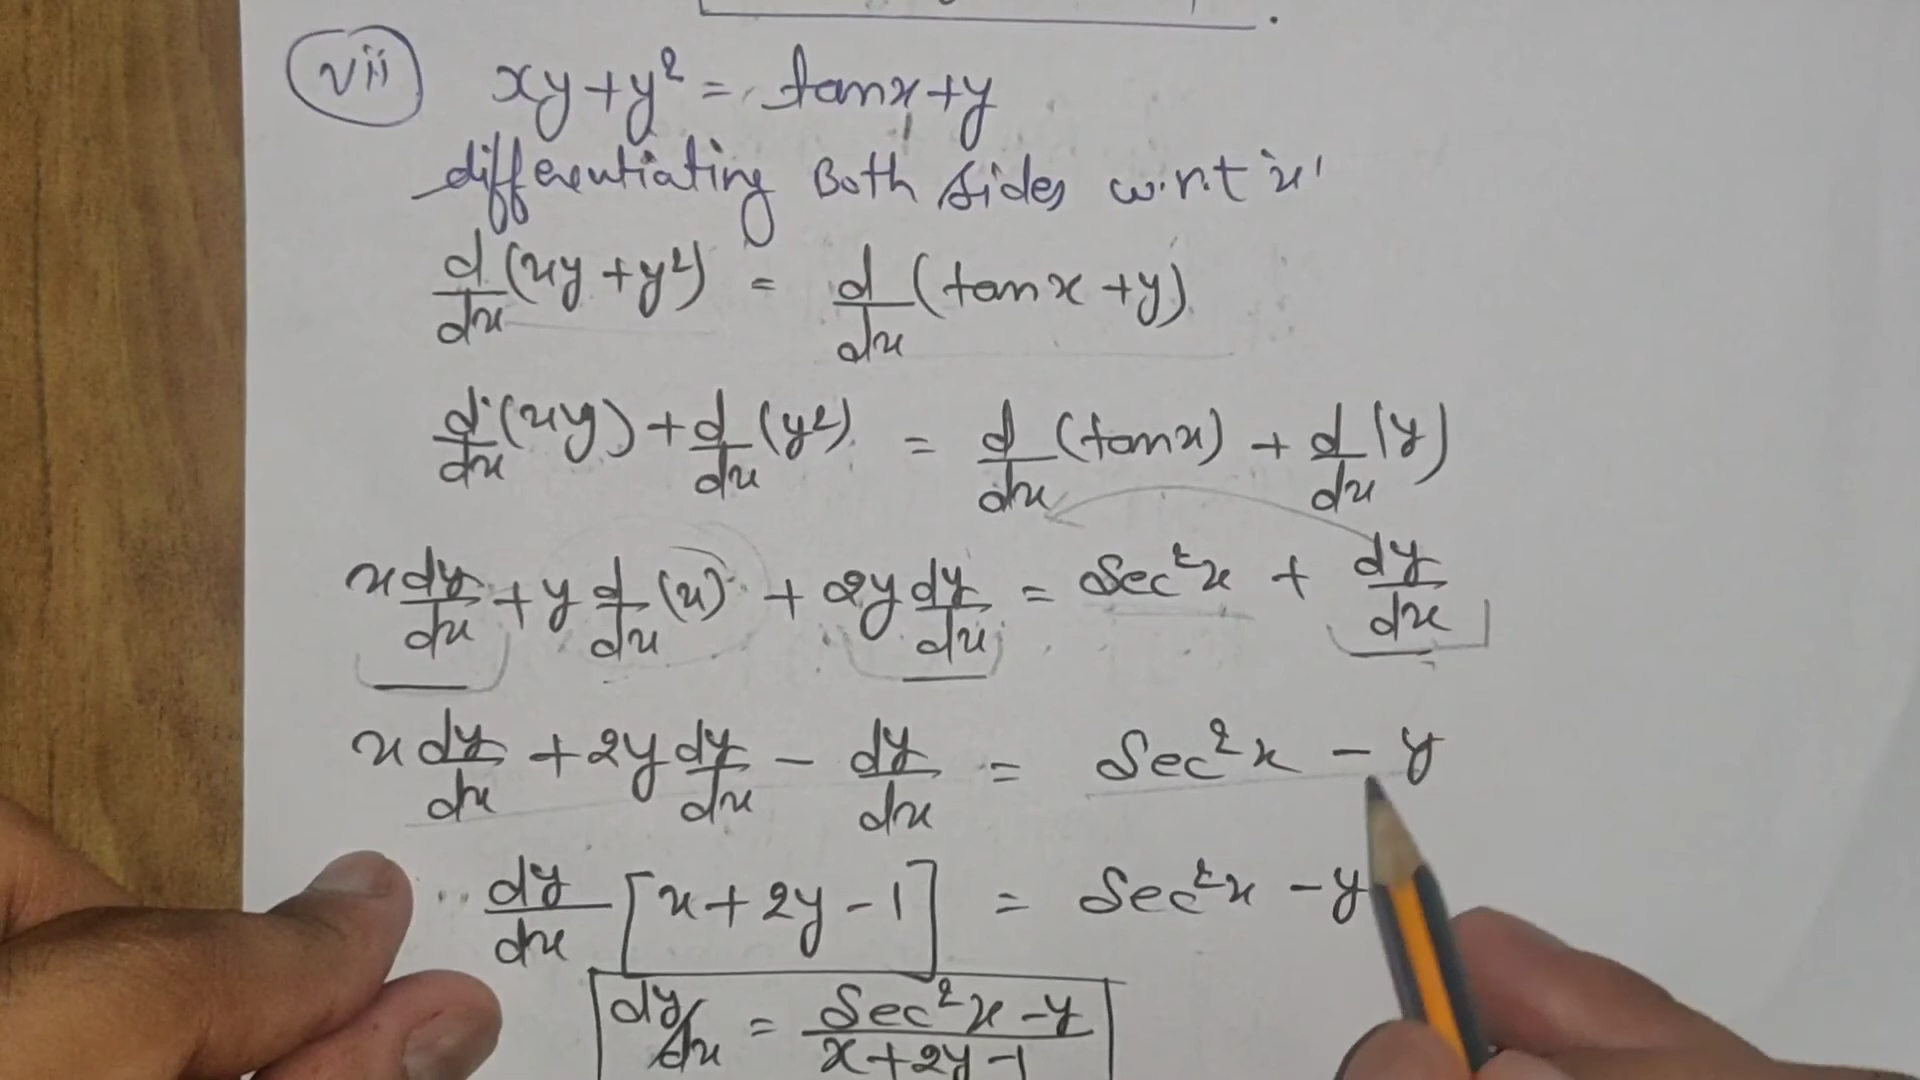 vii xy + y² = tanx + y
differentiating Both sides w.r.t 'x'
d/dx (xy + y²) = d/dx (tanx + y)
d/dx (xy) + d/dx (y²) = d/dx (tanx) + d/dx (y)
x dy/dx + y d/dx (x) + 2y dy/dx = Sec²x + dy/dx
x dy/dx + 2y dy/dx - dy/dx = Sec²x - y
dy/dx [x + 2y - 1] = Sec²x - y
dy/dx = Sec²x - y / x + 2y - 1